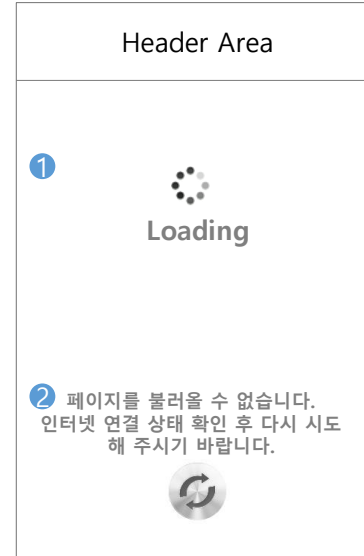 Header Area
1
Loading
2 페이지를 불러올 수 없습니다.
인터넷 연결 상태 확인 후 다시 시도
해 주시기 바랍니다.